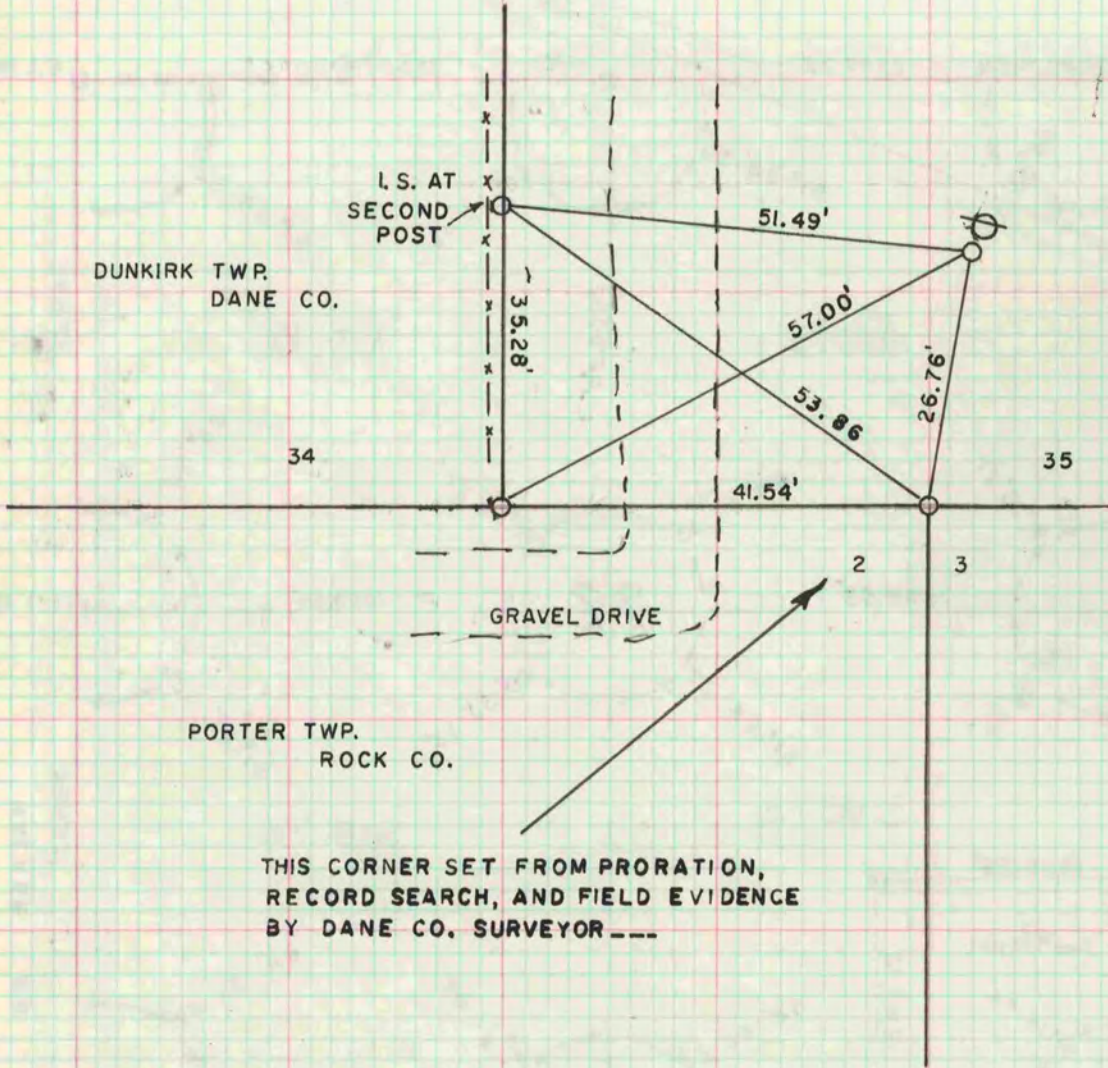 I. S. AT
SECOND
POST
51.49'
DUNKIRK TWP.
DANE CO.
~ 35.28'
57.00'
26.76'
53.86
34
35
41.54'
2 3
GRAVEL DRIVE
PORTER TWP.
ROCK CO.
THIS CORNER SET FROM PRORATION,
RECORD SEARCH, AND FIELD EVIDENCE
BY DANE CO. SURVEYOR ___